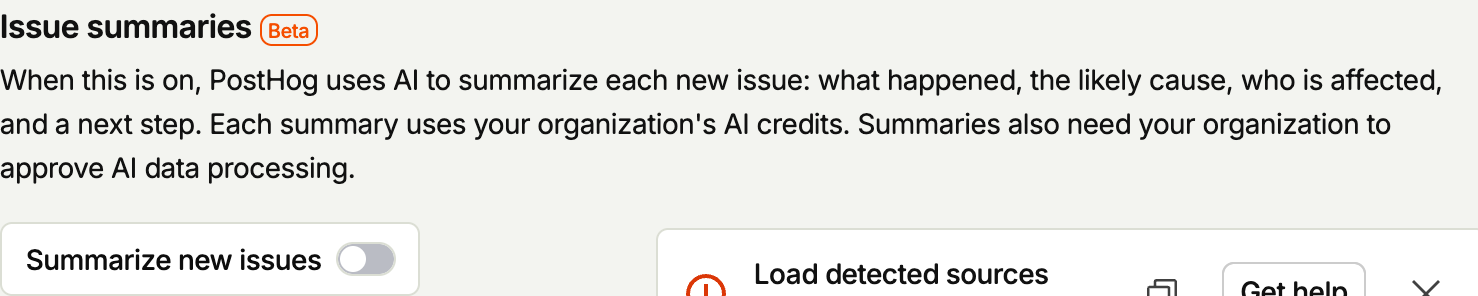 Issue summaries Beta
When this is on, PostHog uses AI to summarize each new issue: what happened, the likely cause, who is affected,
and a next step. Each summary uses your organization's AI credits. Summaries also need your organization to
approve AI data processing.
Summarize new issues
Load detected sources
Get help